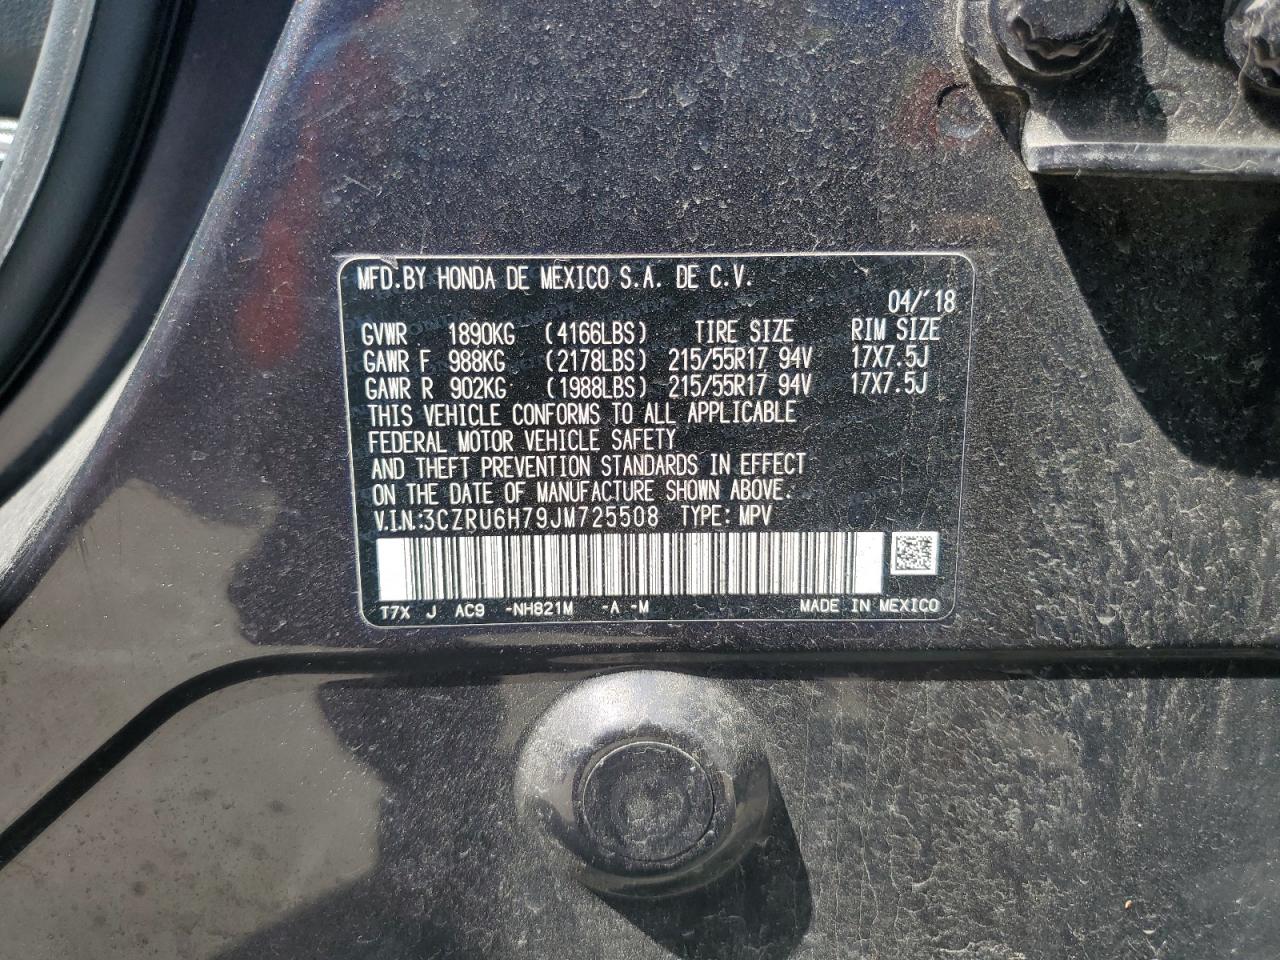 MFD.BY HONDA DE MEXICO S.A. DE C.V.
04/'18
GVWR 1890KG (4166LBS) TIRE SIZE RIM SIZE
GAWR F 988KG (2178LBS) 215/55R17 94V 17X7.5J
GAWR R 902KG (1988LBS) 215/55R17 94V 17X7.5J
THIS VEHICLE CONFORMS TO ALL APPLICABLE
FEDERAL MOTOR VEHICLE SAFETY
AND THEFT PREVENTION STANDARDS IN EFFECT
ON THE DATE OF MANUFACTURE SHOWN ABOVE.
V.I.N.:3CZRU6H79JM725508 TYPE: MPV
T7X J AC9 -NH821M -A -M MADE IN MEXICO